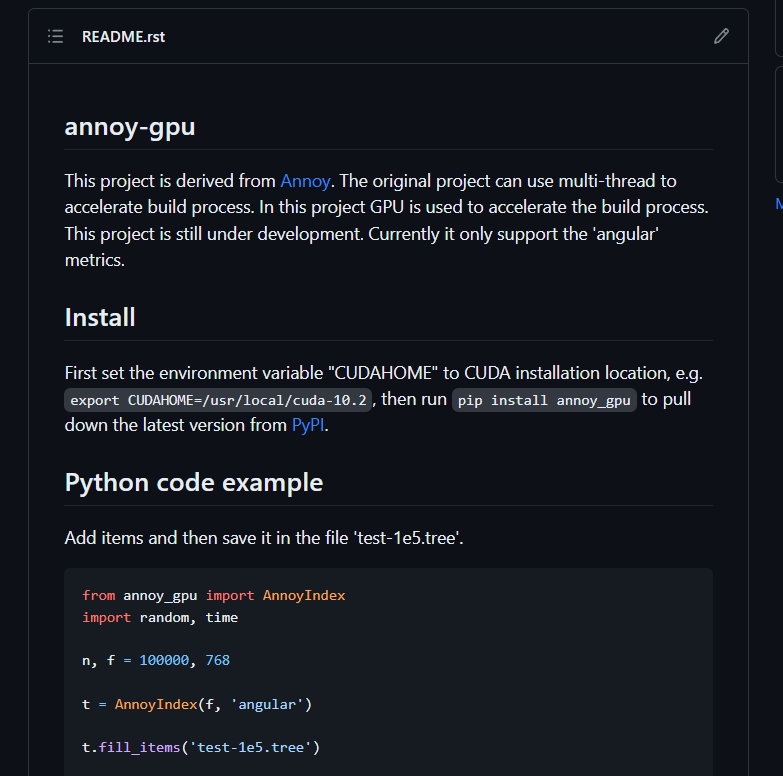 README.rst
annoy-gpu
This project is derived from Annoy. The original project can use multi-thread to
accelerate build process. In this project GPU is used to accelerate the build process.
This project is still under development. Currently it only support the 'angular'
metrics.
Install
First set the environment variable "CUDAHOME" to CUDA installation location, e.g.
export CUDAHOME=/usr/local/cuda-10.2, then run pip install annoy_gpu to pull
down the latest version from PyPI.
Python code example
Add items and then save it in the file 'test-1e5.tree'.
from annoy_gpu import AnnoyIndex
import random, time
n, f = 100000, 768
t = AnnoyIndex(f, 'angular')
t.fill_items('test-1e5.tree')